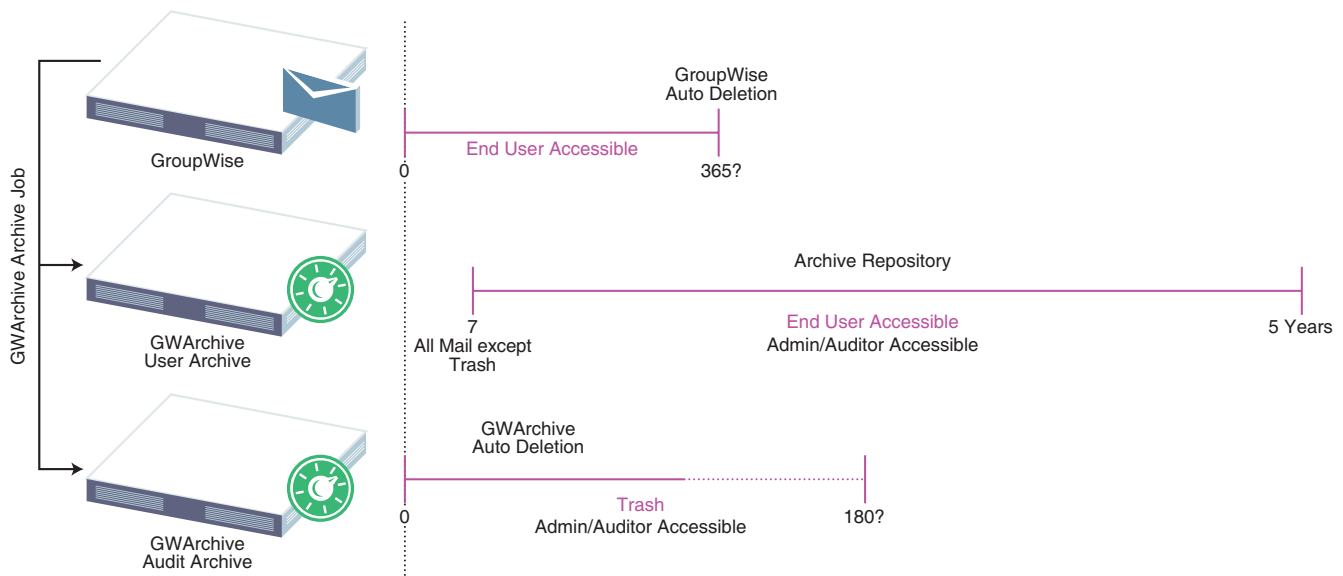 GWArchive Archive Job
GroupWise
GroupWise
Auto Deletion
End User Accessible
0
365?
GWArchive
User Archive
Archive Repository
7
All Mail except
Trash
End User Accessible
Admin/Auditor Accessible
5 Years
GWArchive
Audit Archive
GWArchive
Auto Deletion
0
Trash
Admin/Auditor Accessible
180?